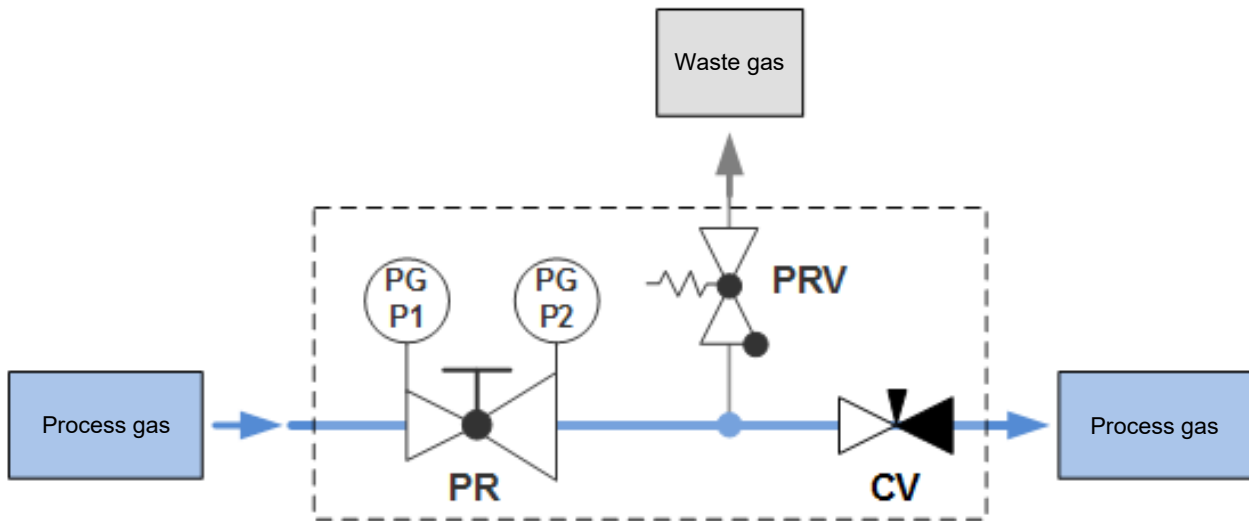 Waste gas
PG
P1
PG
P2
PRV
Process gas
Process gas
PR
CV